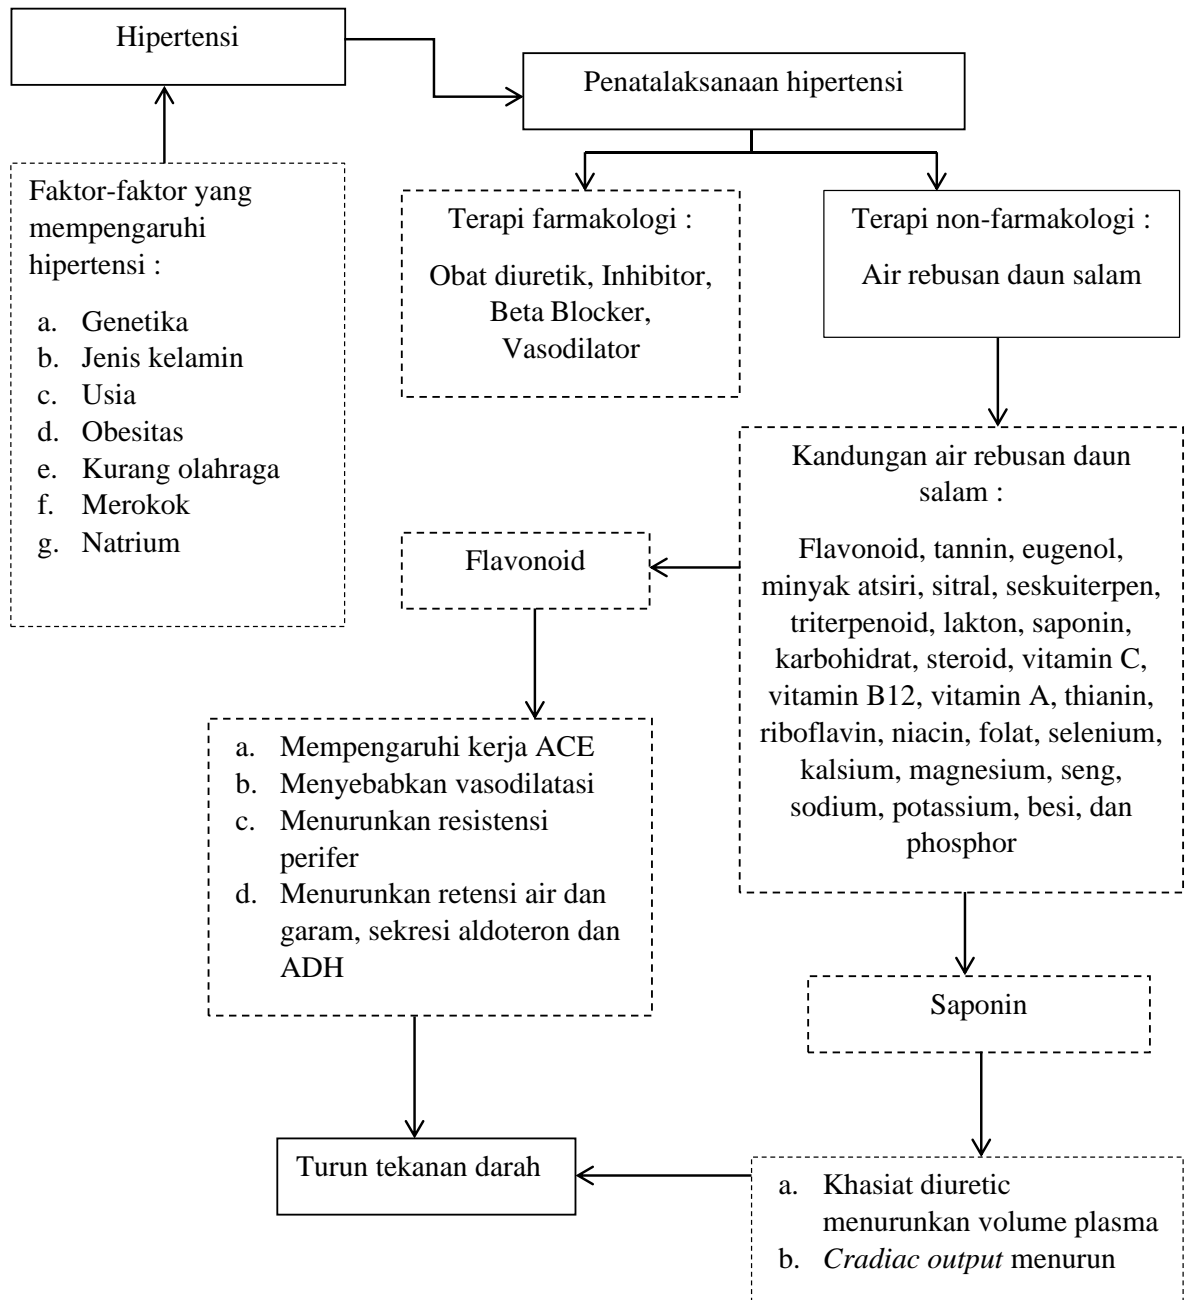 Hipertensi
Penatalaksanaan hipertensi
Faktor-faktor yang
mempengaruhi
hipertensi :
a. Genetika
b. Jenis kelamin
c. Usia
d. Obesitas
e. Kurang olahraga
f. Merokok
g. Natrium
Terapi farmakologi :
Obat diuretik, Inhibitor,
Beta Blocker,
Vasodilator
Terapi non-farmakologi :
Air rebusan daun salam
Kandungan air rebusan daun
salam :
Flavonoid, tannin, eugenol,
minyak atsiri, sitral, seskuiterpen,
triterpenoid, lakton, saponin,
karbohidrat, steroid, vitamin C,
vitamin B12, vitamin A, thianin,
riboflavin, niacin, folat, selenium,
kalsium, magnesium, seng,
sodium, potassium, besi, dan
phosphor
Flavonoid
a. Mempengaruhi kerja ACE
b. Menyebabkan vasodilatasi
c. Menurunkan resistensi
perifer
d. Menurunkan retensi air dan
garam, sekresi aldoteron dan
ADH
Saponin
Turun tekanan darah
a. Khasiat diuretic
menurunkan volume plasma
b. Cradiac output menurun